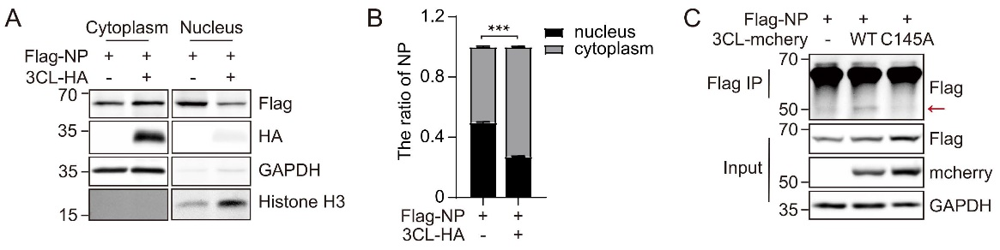 A
Cytoplasm Nucleus
Flag-NP + + + +
3CL-HA - + - +
70
Flag
35
HA
35
GAPDH
15
Histone H3
B
The ratio of NP
1.2
0.8
0.4
0
nucleus
cytoplasm
***
Flag-NP + +
3CL-HA - +
C
Flag-NP + + +
3CL-mchery - WT C145A
70
Flag IP
Flag
50
70
Flag
Input
mcherry
50
35
GAPDH